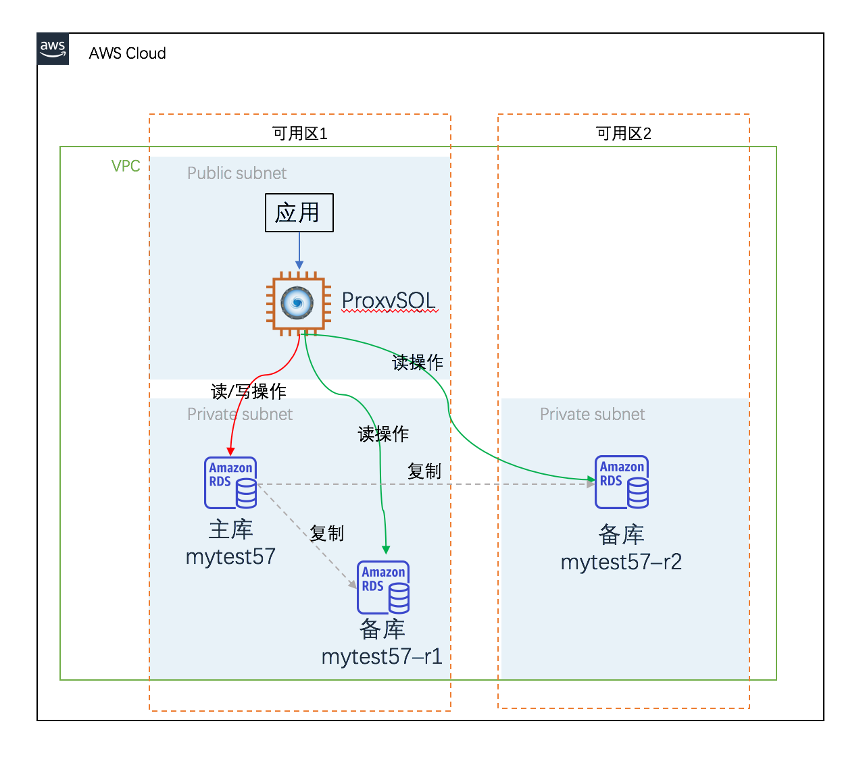 aws
AWS Cloud
可用区1
可用区2
VPC
Public subnet
应用
ProxySQL
读操作
读/写操作
Private subnet
Private subnet
读操作
Amazon
RDS
复制
Amazon
RDS
主库
mytest57
复制
备库
mytest57–r2
Amazon
RDS
备库
mytest57–r1